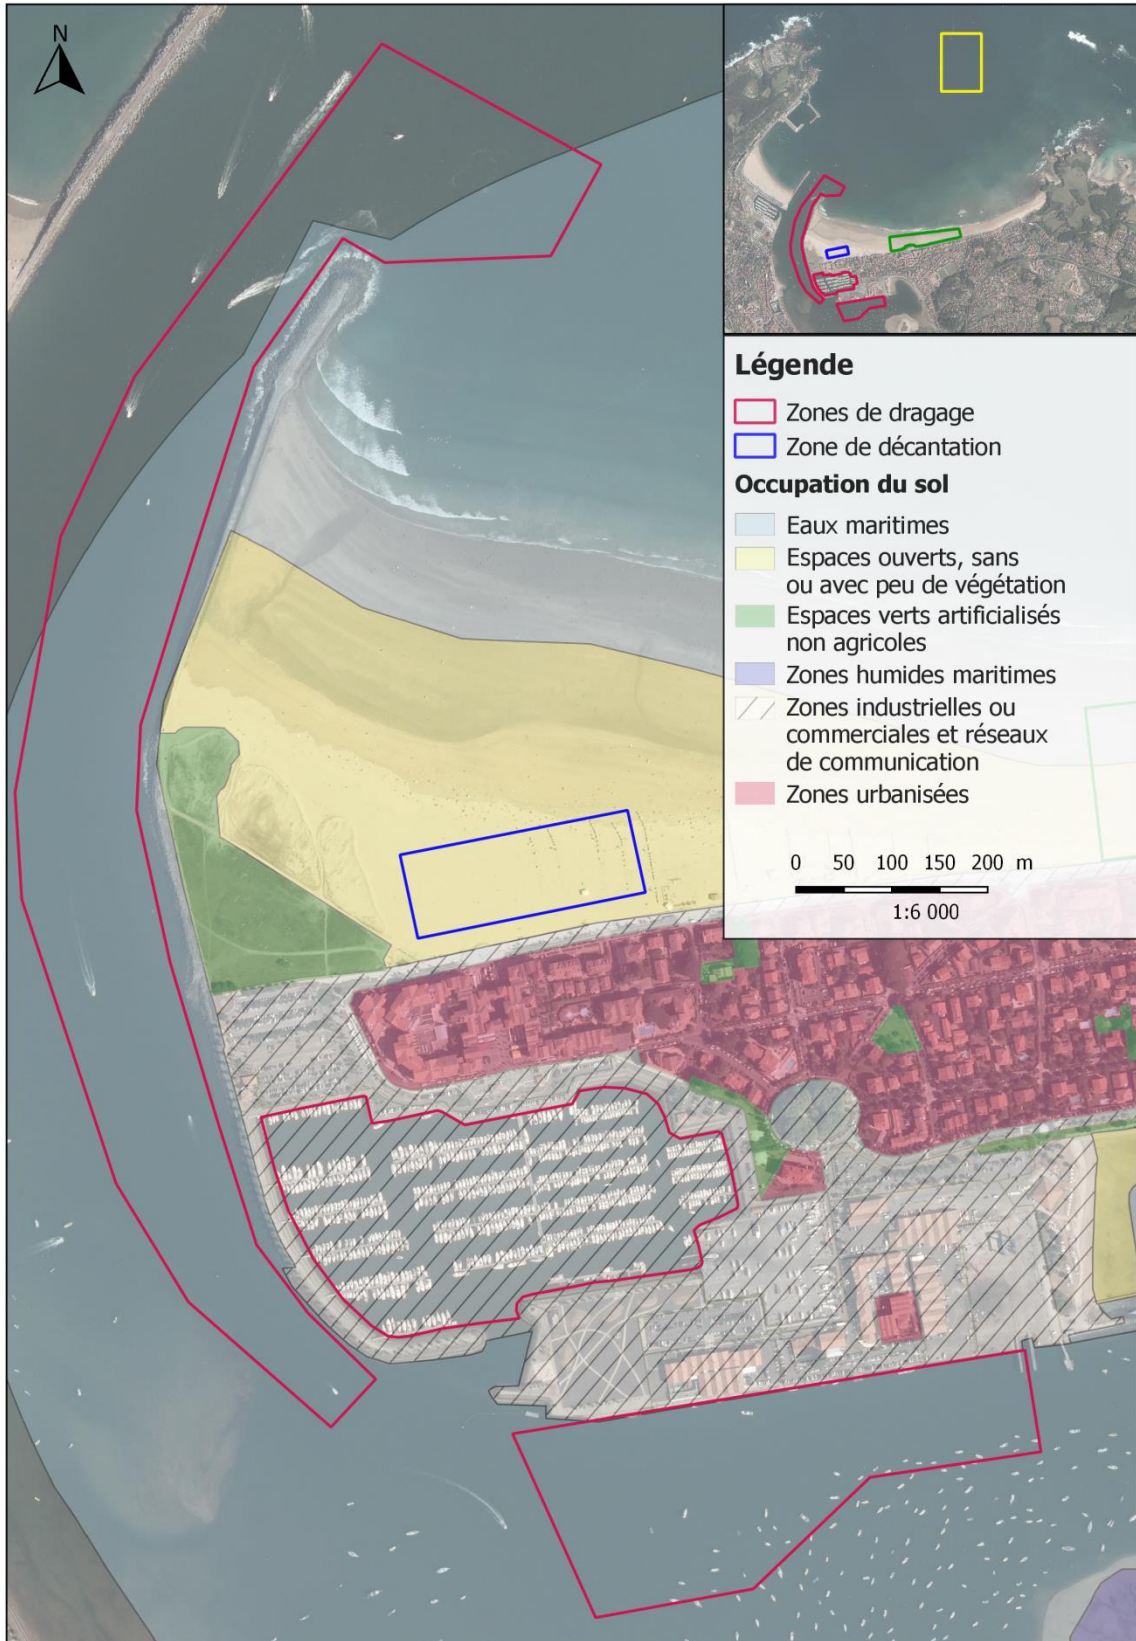 N
Légende
Zones de dragage
Zone de décantation
Occupation du sol
Eaux maritimes
Espaces ouverts, sans
ou avec peu de végétation
Espaces verts artificialisés
non agricoles
Zones humides maritimes
Zones industrielles ou
commerciales et réseaux
de communication
Zones urbanisées
0 50 100 150 200 m
1:6 000